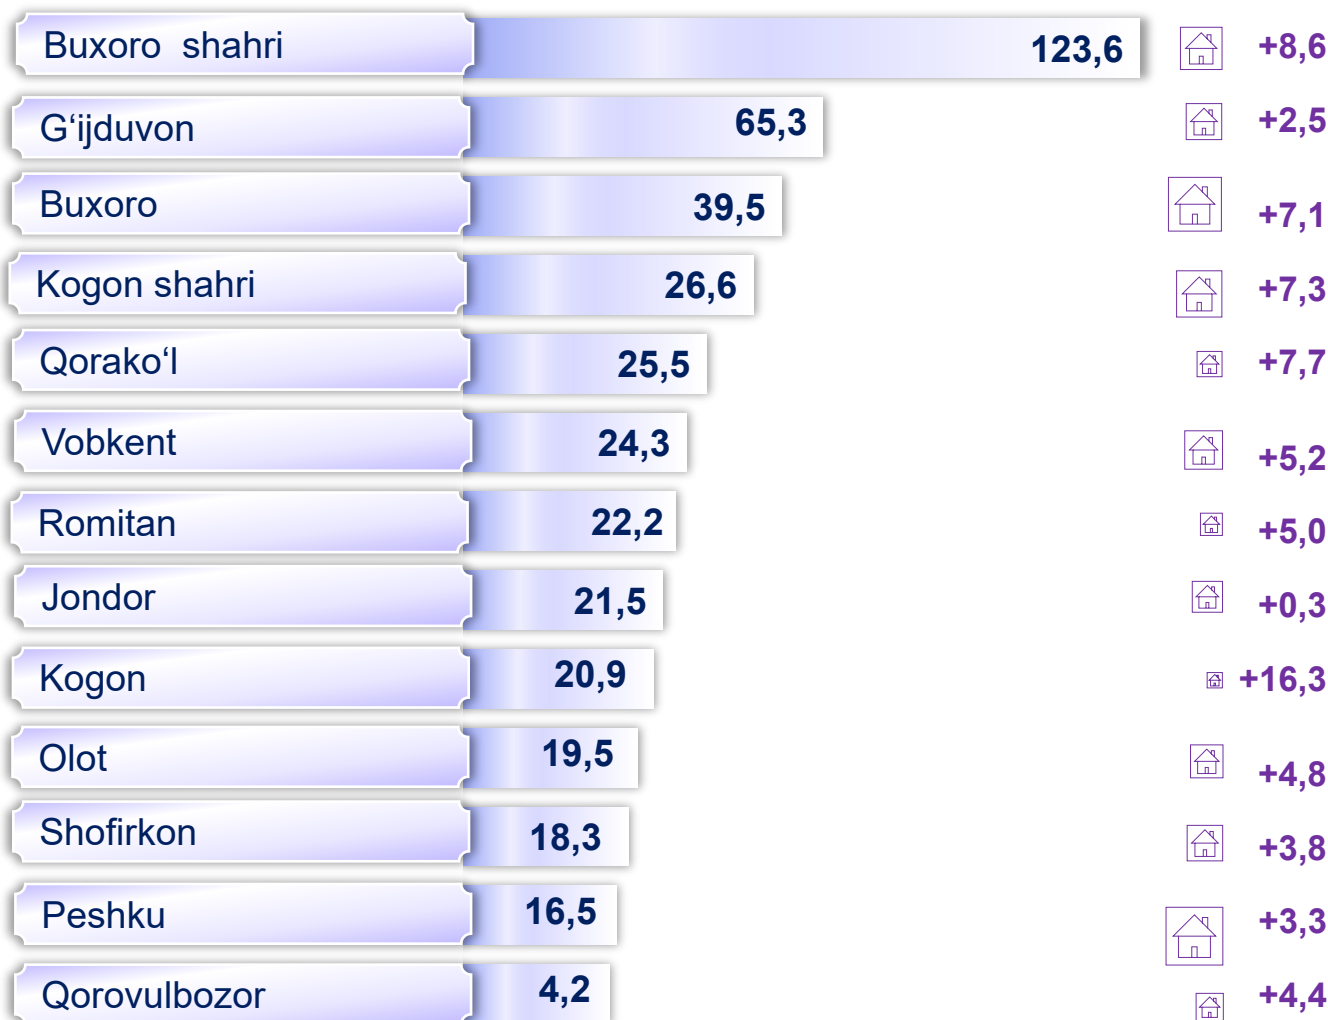 Buxoro shahri 123,6 +8,6
G‘ijduvon 65,3 +2,5
Buxoro 39,5 +7,1
Kogon shahri 26,6 +7,3
Qorako‘l 25,5 +7,7
Vobkent 24,3 +5,2
Romitan 22,2 +5,0
Jondor 21,5 +0,3
Kogon 20,9 +16,3
Olot 19,5 +4,8
Shofirkon 18,3 +3,8
Peshku 16,5 +3,3
Qorovulbozor 4,2 +4,4